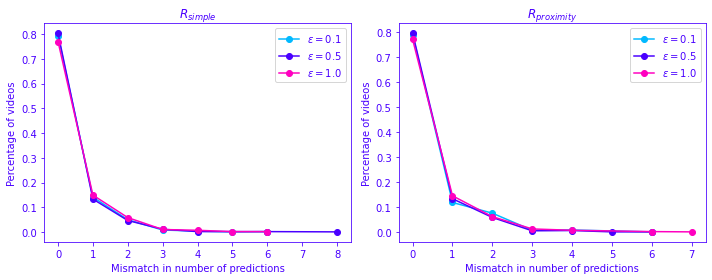 R_simple
0.8
0.7
0.6
0.5
0.4
0.3
0.2
0.1
0.0
Percentage of videos
ε = 0.1
ε = 0.5
ε = 1.0
0 1 2 3 4 5 6 7 8
Mismatch in number of predictions
R_proximity
0.8
0.7
0.6
0.5
0.4
0.3
0.2
0.1
0.0
Percentage of videos
ε = 0.1
ε = 0.5
ε = 1.0
0 1 2 3 4 5 6 7
Mismatch in number of predictions